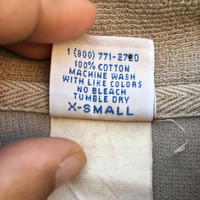 1 (800) 771-2720
100% COTTON
MACHINE WASH
WITH LIKE COLORS
NO BLEACH
TUMBLE DRY
X-SMALL